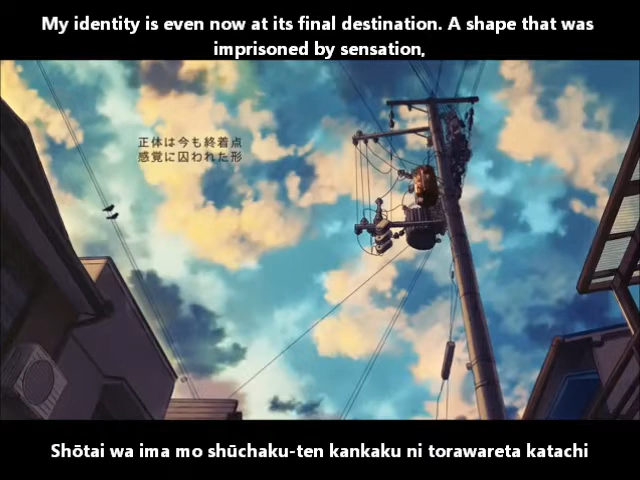 My identity is even now at its final destination. A shape that was
imprisoned by sensation,
正体は今も終着点
感覚に囚われた形
Shōtai wa ima mo shūchaku-ten kankaku ni torawareta katachi